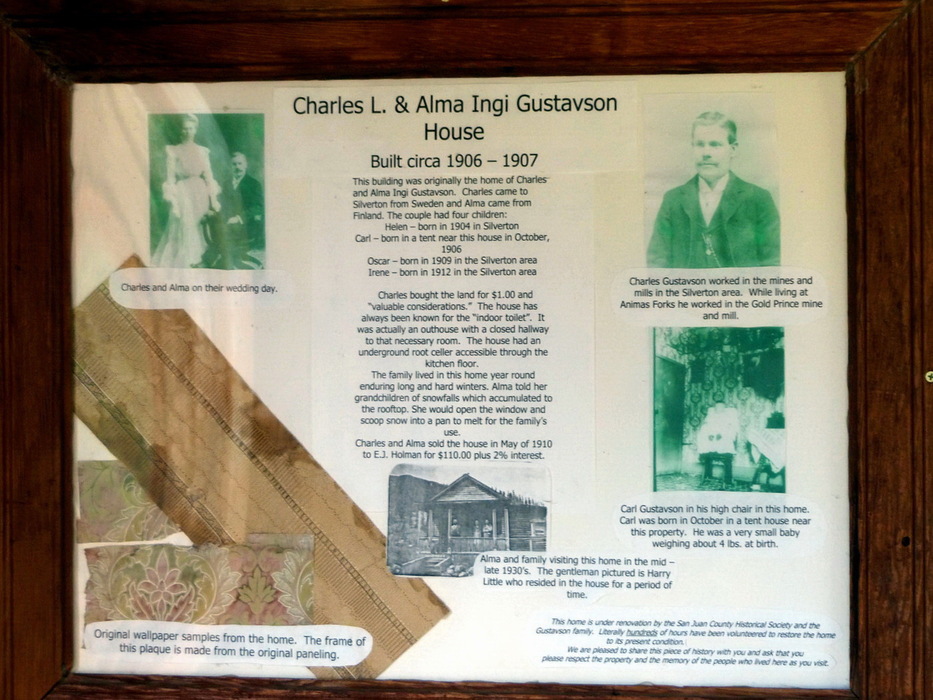 Charles L. & Alma Ingi Gustavson
House
Built circa 1906 – 1907
This building was originally the home of Charles
and Alma Ingi Gustavson. Charles came to
Silverton from Sweden and Alma came from
Finland. The couple had four children:
Helen – born in 1904 in Silverton
Carl – born in a tent near this house in October,
1906
Oscar – born in 1909 in the Silverton area
Irene – born in 1912 in the Silverton area
Charles bought the land for $1.00 and
"valuable considerations." The house has
always been known for the "indoor toilet". It
was actually an outhouse with a closed hallway
to that necessary room. The house had an
underground root celler accessible through the
kitchen floor.
The family lived in this home year round
enduring long and hard winters. Alma told her
grandchildren of snowfalls which accumulated to
the rooftop. She would open the window and
scoop snow into a pan to melt for the family's
use.
Charles and Alma sold the house in May of 1910
to E.J. Holman for $110.00 plus 2% interest.
Charles and Alma on their wedding day.
Charles Gustavson worked in the mines and
mills in the Silverton area. While living at
Animas Forks he worked in the Gold Prince mine
and mill.
Carl Gustavson in his high chair in this home.
Carl was born in October in a tent house near
this property. He was a very small baby
weighing about 4 lbs. at birth.
Alma and family visiting this home in the mid –
late 1930's. The gentleman pictured is Harry
Little who resided in the house for a period of
time.
Original wallpaper samples from the home. The frame of
this plaque is made from the original paneling.
This home is under renovation by the San Juan County Historical Society and the
Gustavson family. Literally hundreds of hours have been volunteered to restore the home
to its present condition.
We are pleased to share this piece of history with you and ask that you
please respect the property and the memory of the people who lived here as you visit.